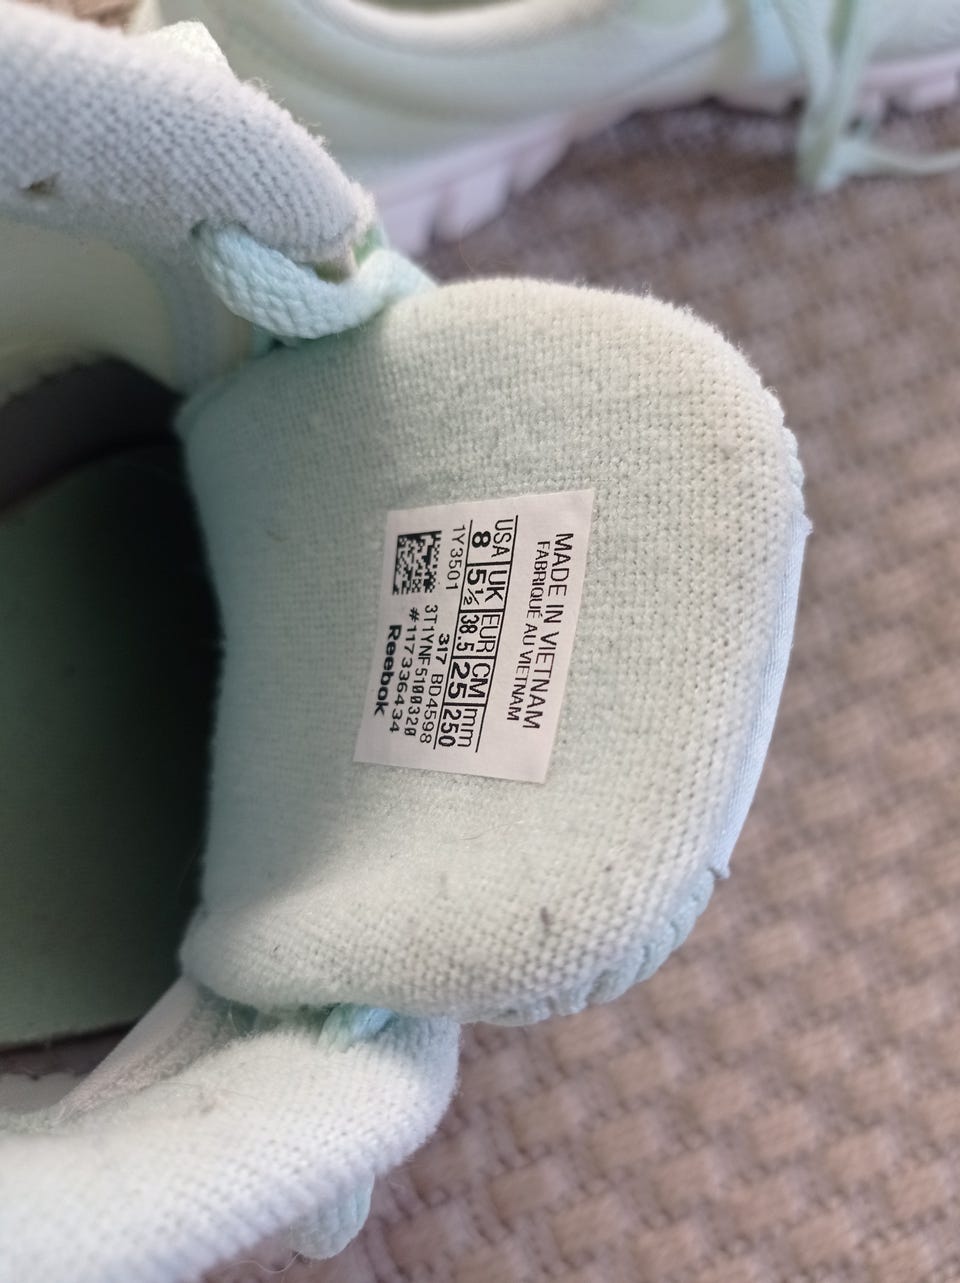 MADE IN VIETNAM
FABRIQUÉ AU VIETNAM
USA UK EUR CM mm
8 5½ 38.5 25 250
1Y3501 317 BD4598
3T1YNF5100320
#117336434
Reebok